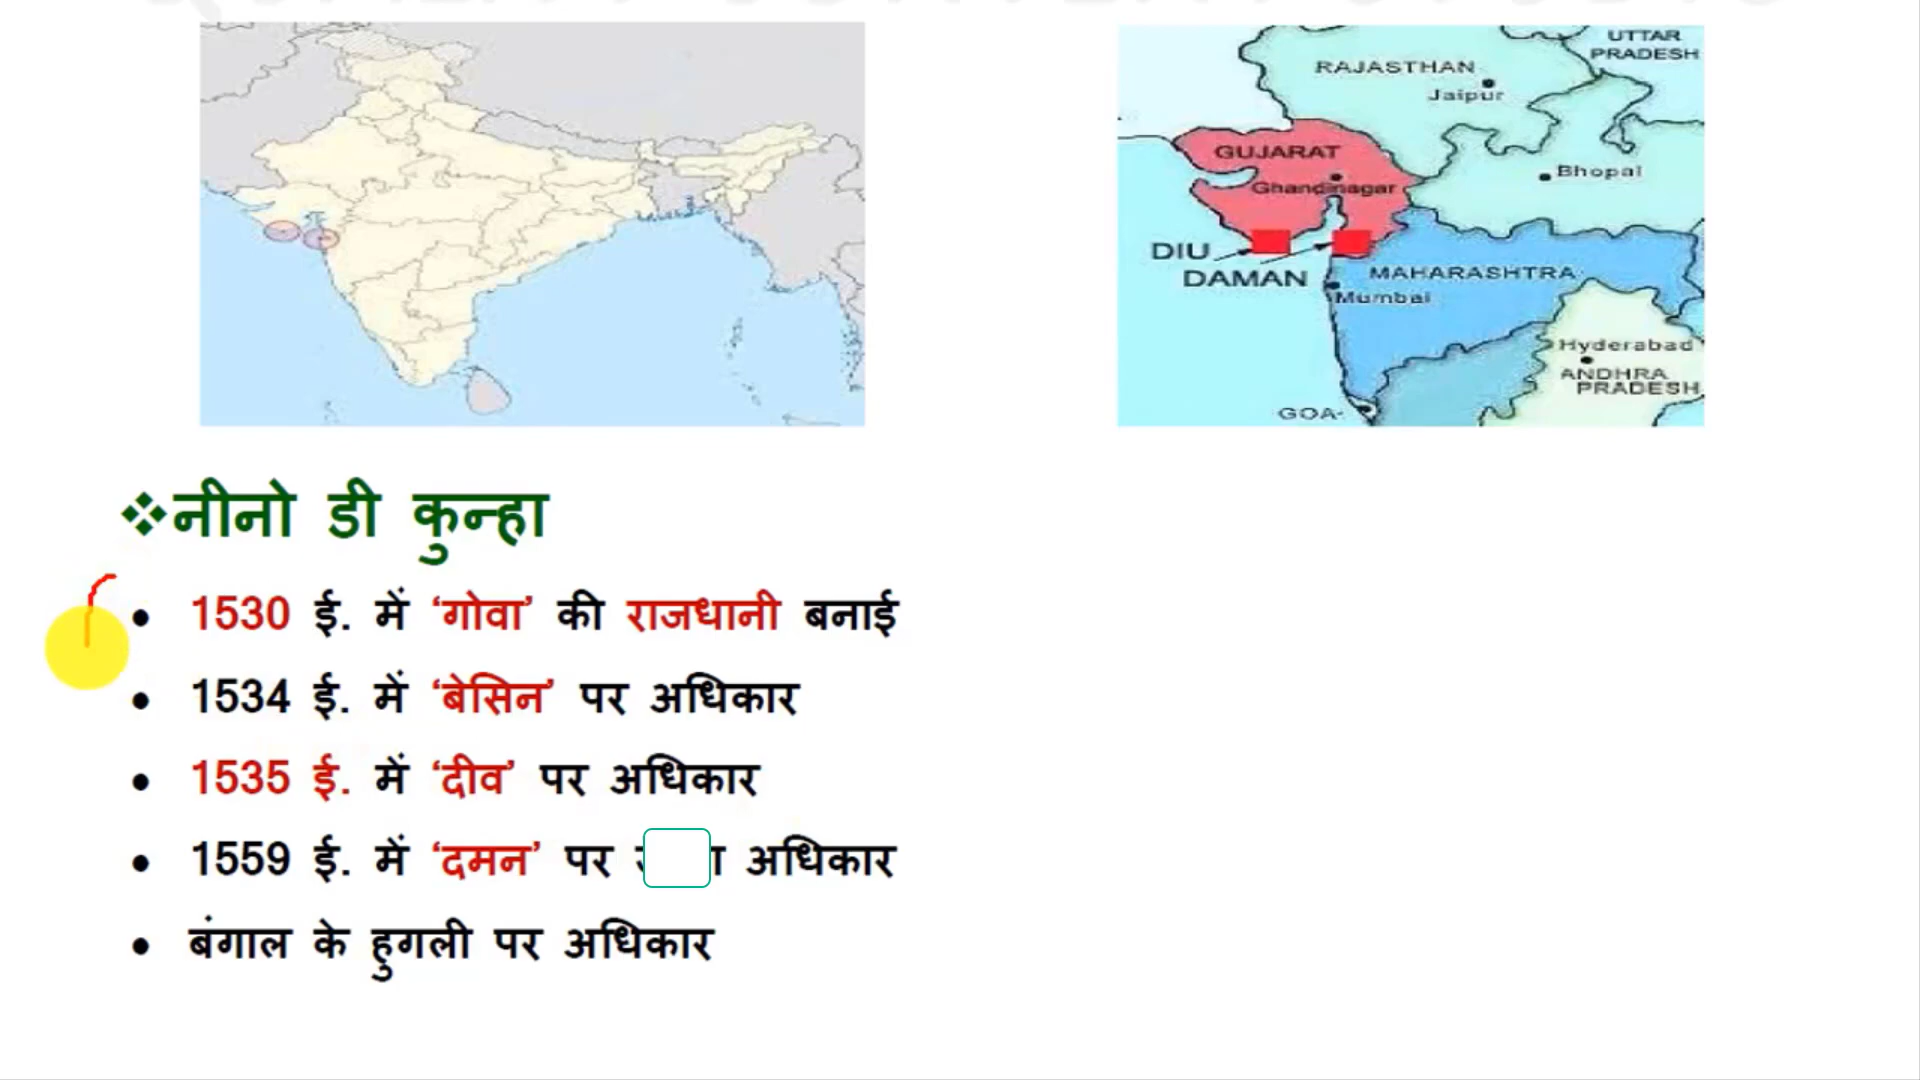 UTTAR
PRADESH
RAJASTHAN
Jaipur
GUJARAT
Ghandinagar
Bhopal
DIU
DAMAN
MAHARASHTRA
Mumbai
Hyderabad
ANDHRA
PRADESH
GOA
❖नीनो डी कुन्हा
• 1530 ई. में ‘गोवा’ की राजधानी बनाई
• 1534 ई. में ‘बेसिन’ पर अधिकार
• 1535 ई. में ‘दीव’ पर अधिकार
• 1559 ई. में ‘दमन’ पर अधिकार
• बंगाल के हुगली पर अधिकार